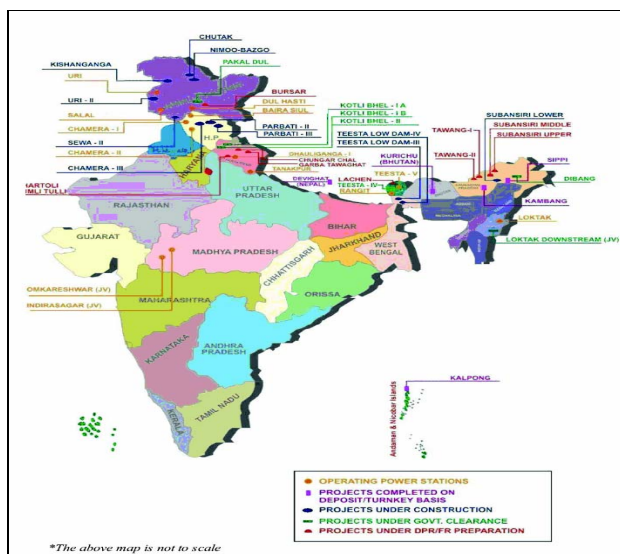 CHUTAK
NIMOO-BAZGO
KISHANGANGA
PAKAL DUL
URI
BURSAR
URI - II
DUL HASTI
SALAL
BAIRA SIUL
CHAMERA - I
KOTLI BHEL - I A
KOTLI BHEL - I B
KOTLI BHEL - II
SEWA - II
PARBATI - II
PARBATI - III
CHAMERA - II
CHAMERA - III
H.P.
HARYANA
DHAULIGANGA - I
CHUNGAR CHAL
GARBA TAWAGHAT
TANAKPUR
TEESTA LOW DAM-IV
TEESTA LOW DAM-III
SUBANSIRI LOWER
SUBANSIRI MIDDLE
SUBANSIRI UPPER
TAWANG-I
TAWANG-II
KURICHU
(BHUTAN)
TEESTA - V
SIPPI
DIBANG
DEVIGHAT
(NEPAL)
LACHEN
TEESTA - IV
RANGIT
KAMBANG
LOKTAK
LOKTAK DOWNSTREAM (JV)
HARTOLI
IMLI TULLI
RAJASTHAN
UTTAR
PRADESH
BIHAR
GUJARAT
MADHYA PRADESH
JHARKHAND
WEST
BENGAL
CHHATTISGARH
OMKARESHWAR (JV)
INDIRASAGAR (JV)
MAHARASHTRA
ORISSA
ANDHRA
PRADESH
KARNATAKA
KERALA
TAMIL NADU
KALPONG
Andaman & Nicobar Islands
OPERATING POWER STATIONS
PROJECTS COMPLETED ON
DEPOSIT/TURNKEY BASIS
PROJECTS UNDER CONSTRUCTION
PROJECTS UNDER GOVT. CLEARANCE
PROJECTS UNDER DPR/FR PREPARATION
*The above map is not to scale